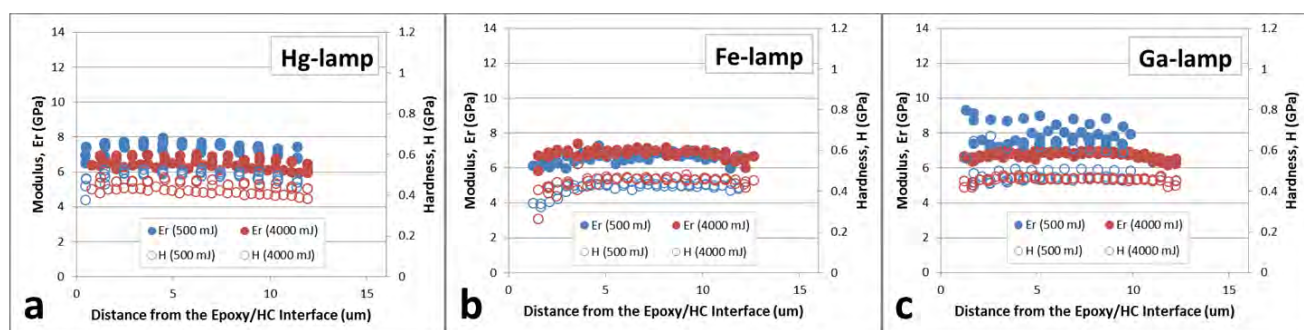 Hg-lamp
14
12
10
8
6
4
2
0
1.2
1
0.8
0.6
0.4
0.2
0
Modulus, Er (GPa)
Hardness, H (GPa)
Er (500 mJ) Er (4000 mJ)
H (500 mJ) H (4000 mJ)
0 5 10 15
Distance from the Epoxy/HC Interface (um)
a
Fe-lamp
14
12
10
8
6
4
2
0
1.2
1
0.8
0.6
0.4
0.2
0
Modulus, Er (GPa)
Hardness, H (GPa)
Er (500 mJ) Er (4000 mJ)
H (500 mJ) H (4000 mJ)
0 5 10 15
Distance from the Epoxy/HC Interface (um)
b
Ga-lamp
14
12
10
8
6
4
2
0
1.2
1
0.8
0.6
0.4
0.2
0
Modulus, Er (GPa)
Hardness, H (GPa)
Er (500 mJ) Er (4000 mJ)
H (500 mJ) H (4000 mJ)
0 5 10 15
Distance from the Epoxy/HC Interface (um)
c